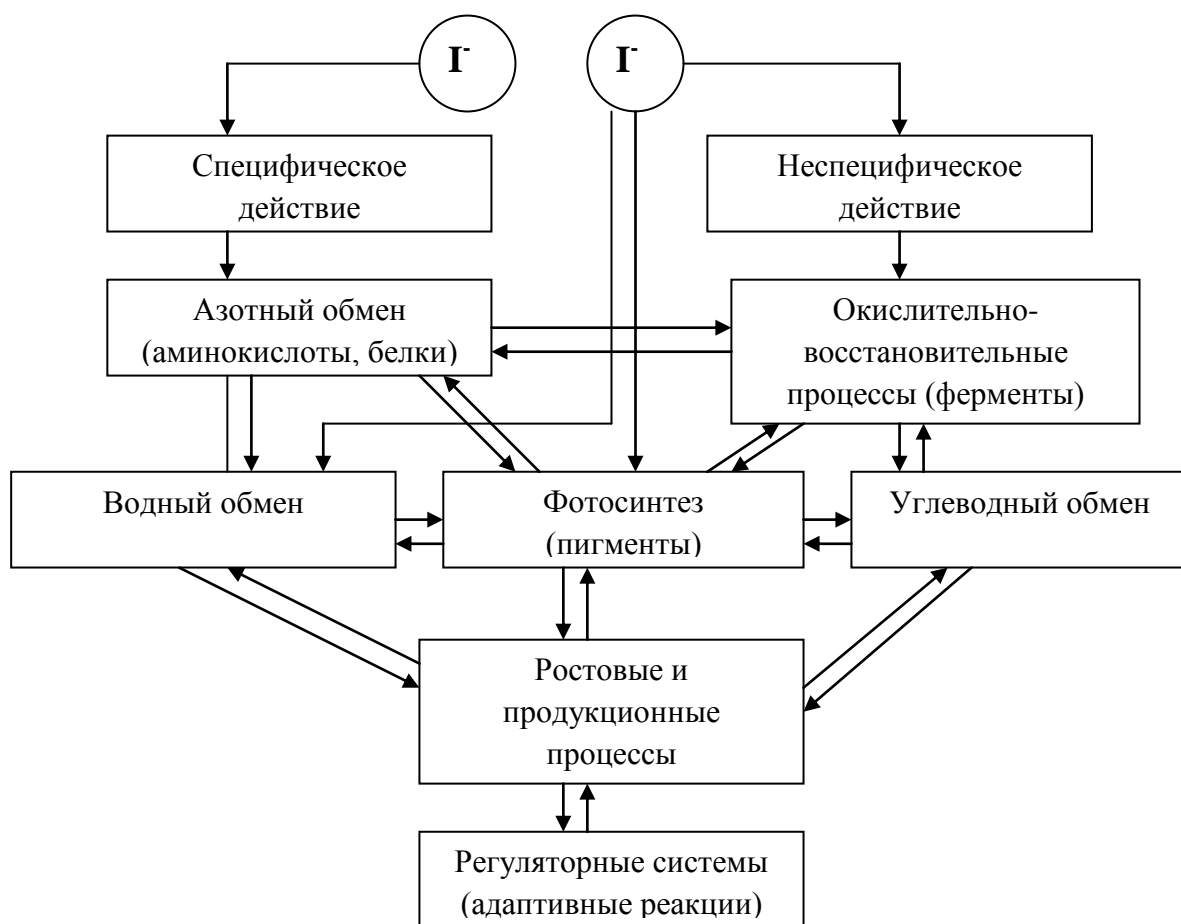 I⁻
I⁻
Специфическое
действие
Неспецифическое
действие
Азотный обмен
(аминокислоты, белки)
Окислительно-
восстановительные
процессы (ферменты)
Водный обмен
Фотосинтез
(пигменты)
Углеводный обмен
Ростовые и
продукционные
процессы
Регуляторные системы
(адаптивные реакции)